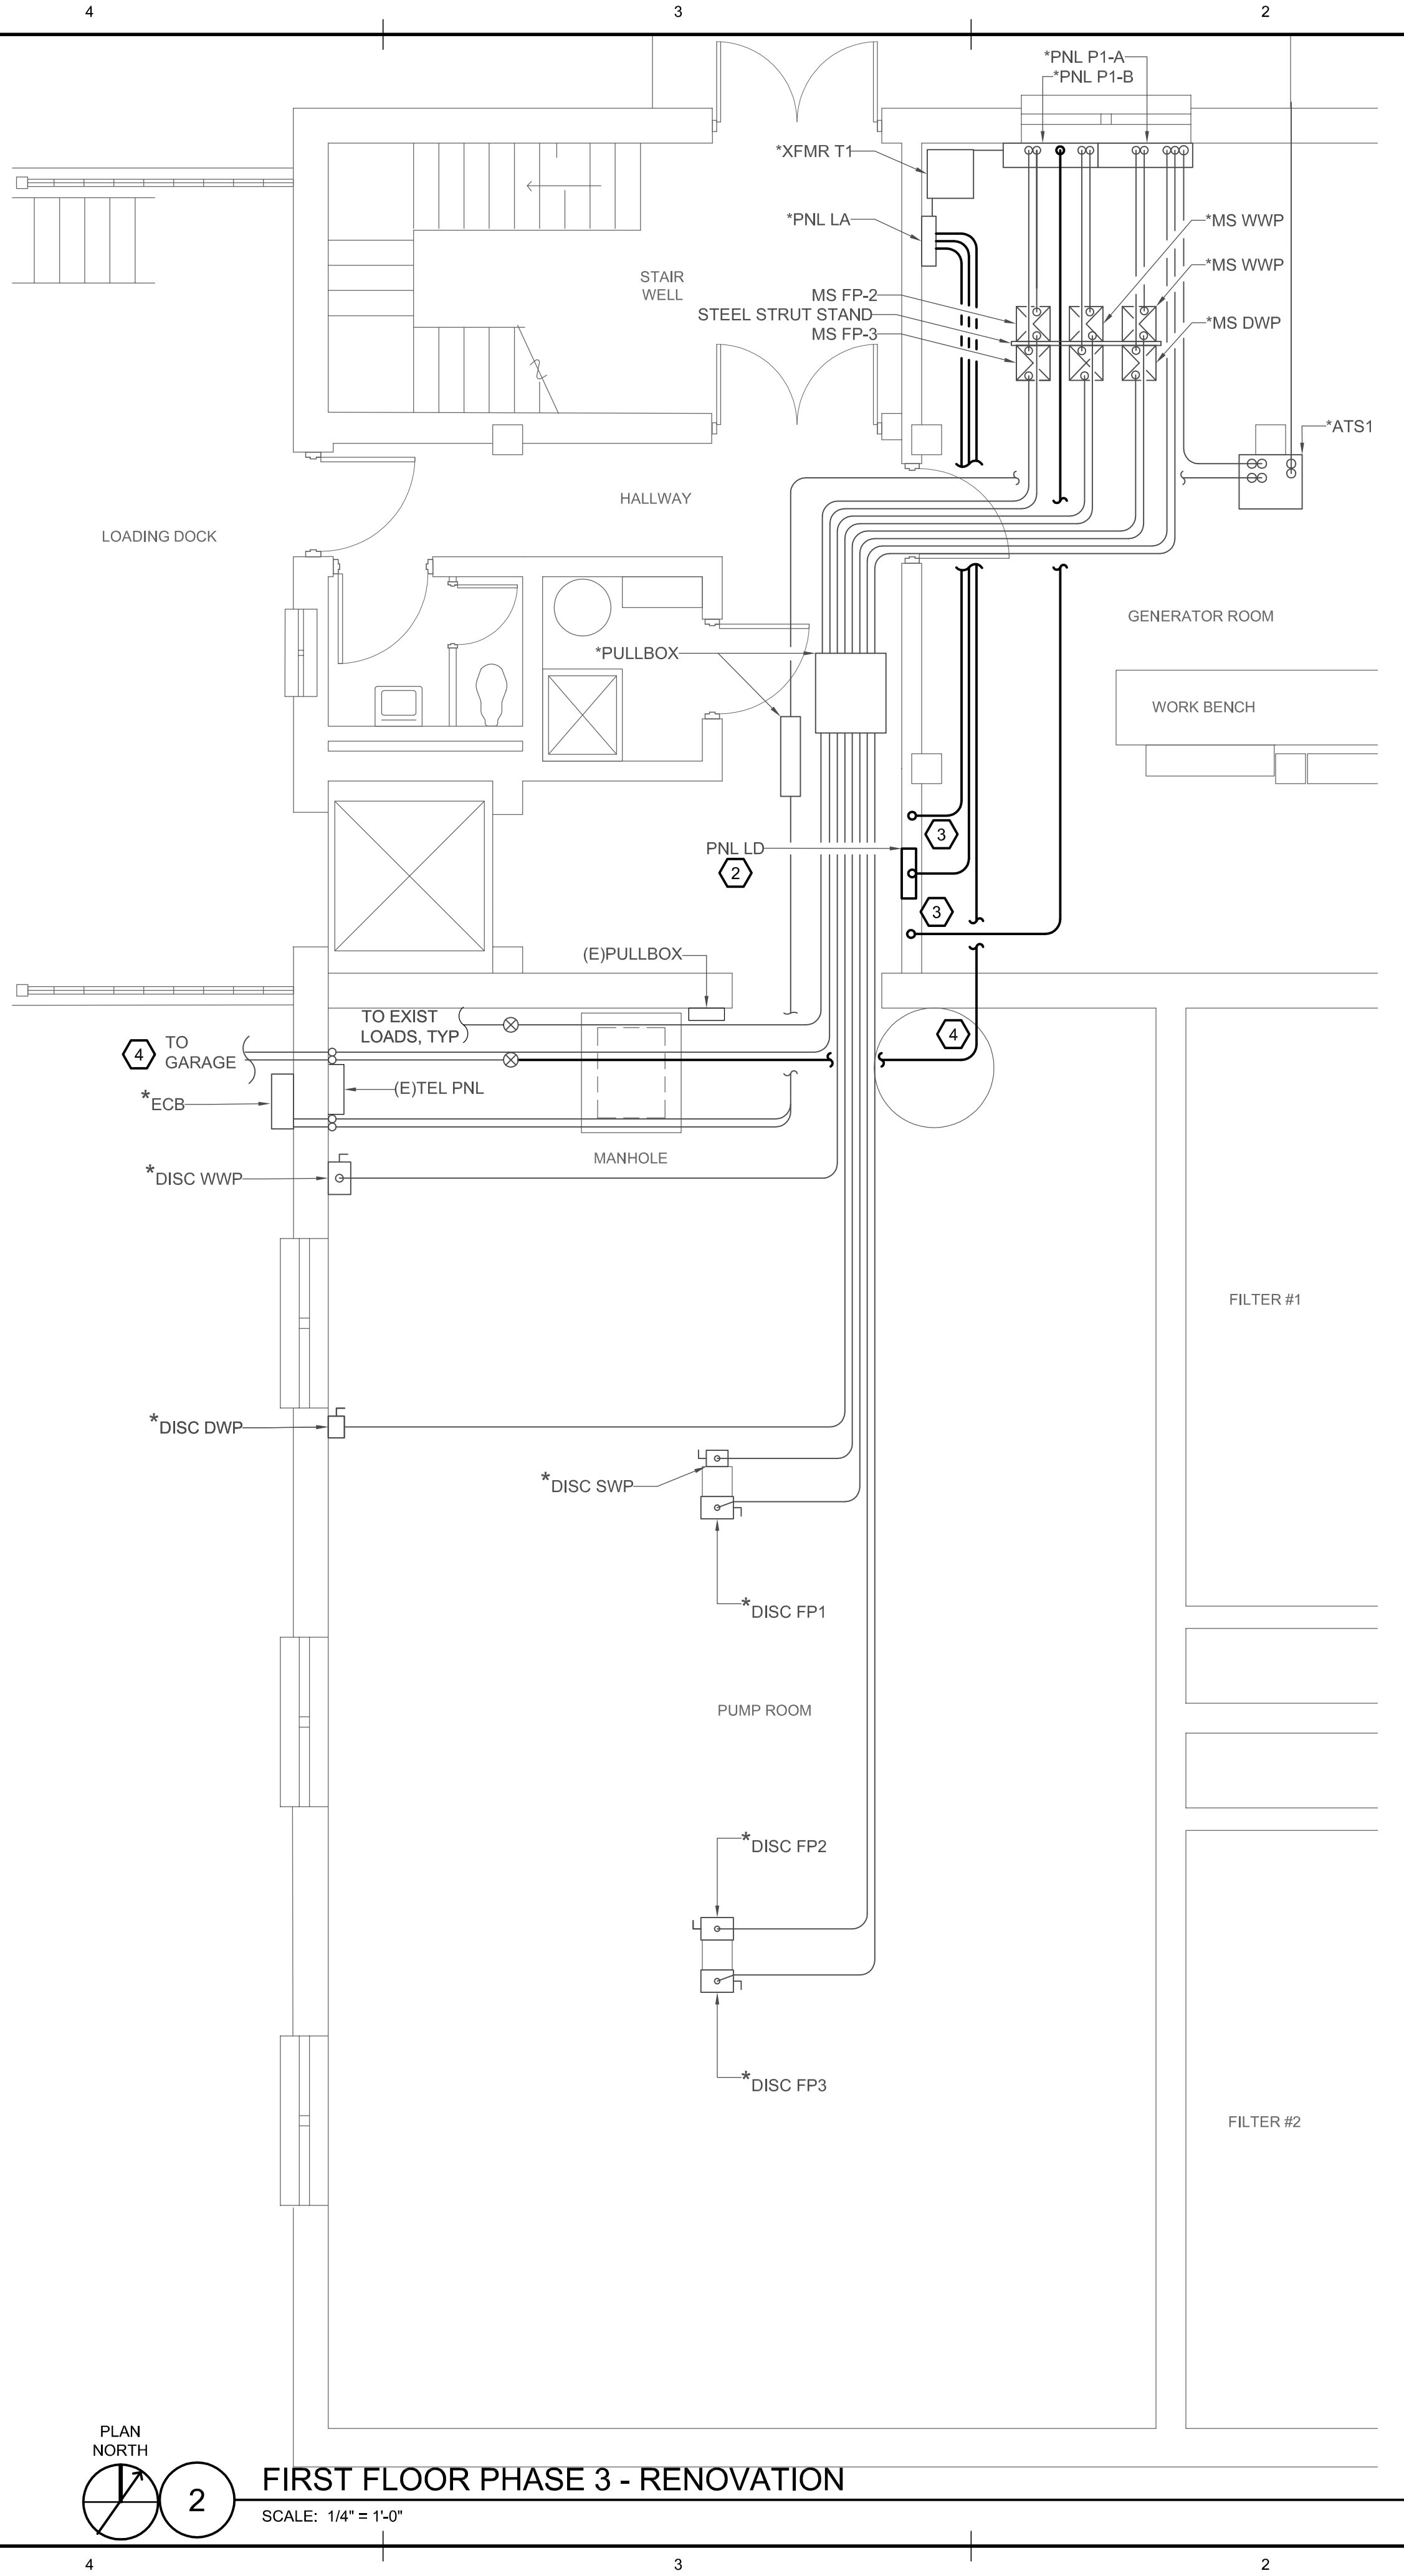 4
3
2
*PNL P1-A
*PNL P1-B
*XFMR T1
*PNL LA
*MS WWP
*MS WWP
STAIR
WELL
MS FP-2
STEEL STRUT STAND
MS FP-3
*MS DWP
*ATS1
HALLWAY
LOADING DOCK
GENERATOR ROOM
*PULLBOX
WORK BENCH
3
PNL LD
2
3
(E)PULLBOX
TO EXIST
LOADS, TYP
4
TO
GARAGE
4
(E)TEL PNL
*ECB
MANHOLE
*DISC WWP
FILTER #1
*DISC DWP
*DISC SWP
*DISC FP1
PUMP ROOM
*DISC FP2
*DISC FP3
FILTER #2
PLAN
NORTH
2
FIRST FLOOR PHASE 3 - RENOVATION
SCALE: 1/4" = 1'-0"
4
3
2